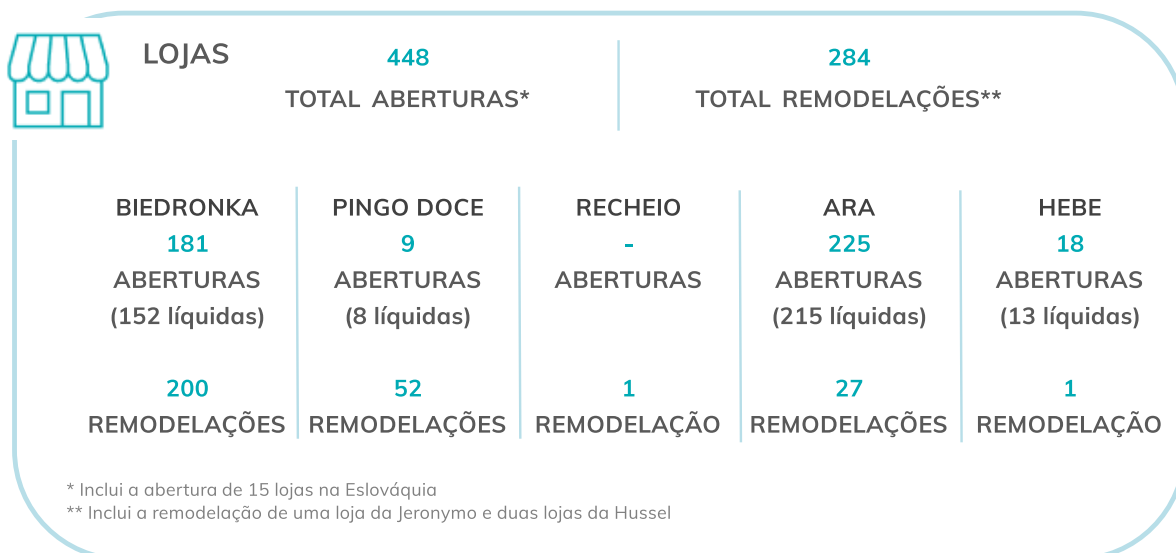 LOJAS
448
TOTAL ABERTURAS*
284
TOTAL REMODELAÇÕES**
BIEDRONKA
181
ABERTURAS
(152 líquidas)
200
REMODELAÇÕES
PINGO DOCE
9
ABERTURAS
(8 líquidas)
52
REMODELAÇÕES
RECHEIO
-
ABERTURAS
1
REMODELAÇÃO
ARA
225
ABERTURAS
(215 líquidas)
27
REMODELAÇÕES
HEBE
18
ABERTURAS
(13 líquidas)
1
REMODELAÇÃO
* Inclui a abertura de 15 lojas na Eslováquia
** Inclui a remodelação de uma loja da Jeronymo e duas lojas da Hussel